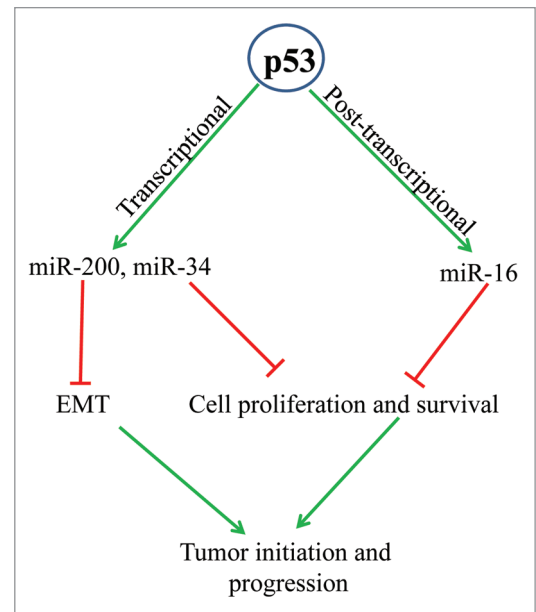 p53
Transcriptional
Post-transcriptional
miR-200, miR-34
miR-16
EMT
Cell proliferation and survival
Tumor initiation and
progression